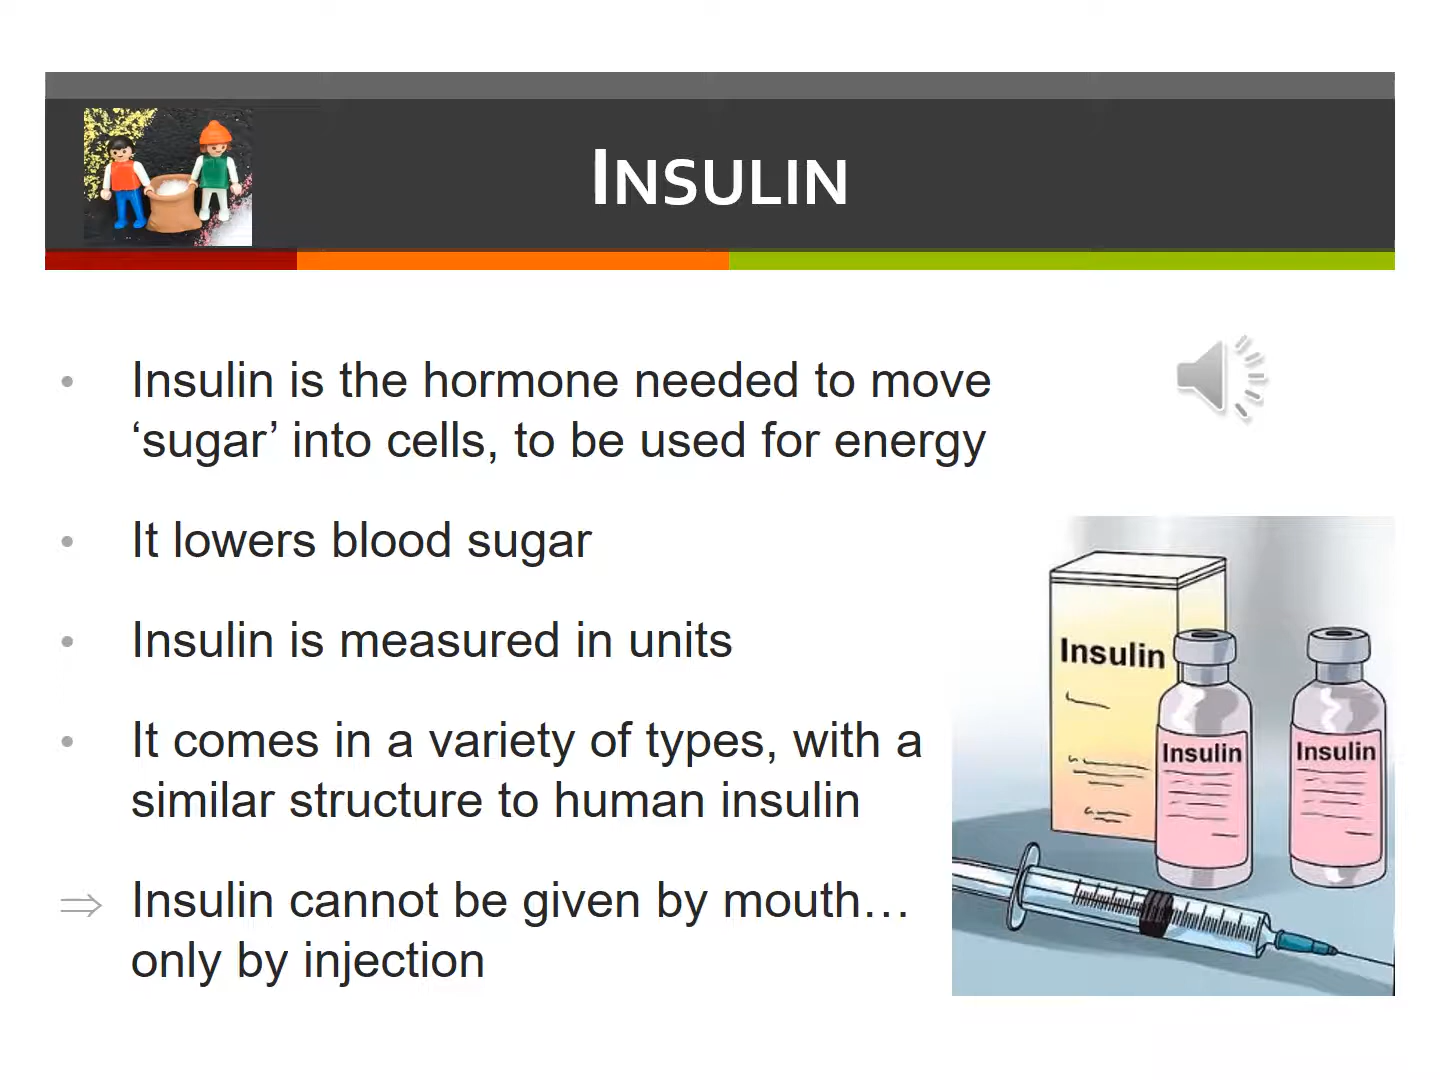 INSULIN
• Insulin is the hormone needed to move
‘sugar’ into cells, to be used for energy
• It lowers blood sugar
• Insulin is measured in units
• It comes in a variety of types, with a
similar structure to human insulin
⇒ Insulin cannot be given by mouth…
only by injection
Insulin
Insulin
Insulin